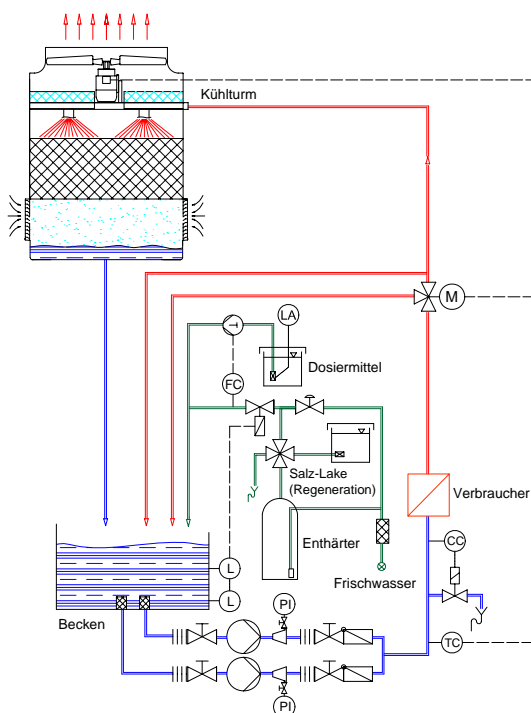 Kühlturm
M
LA
Dosiermittel
FC
Salz-Lake
(Regeneration)
Verbraucher
Enthärter
CC
Frischwasser
L
L
Becken
PI
TC
PI